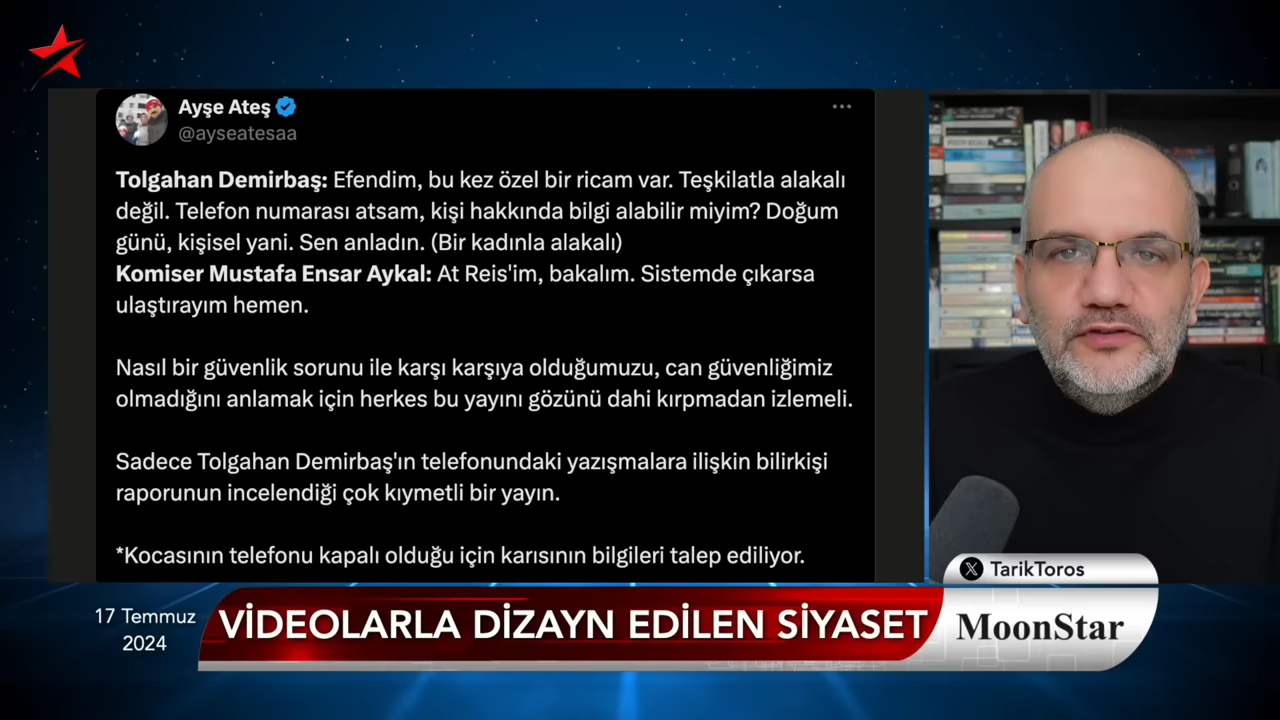 Ayşe Ateş
@ayseatesaa
Tolgahan Demirbaş: Efendim, bu kez özel bir ricam var. Teşkilatla alakalı
değil. Telefon numarası atsam, kişi hakkında bilgi alabilir miyim? Doğum
günü, kişisel yani. Sen anladın. (Bir kadınla alakalı)
Komiser Mustafa Ensar Aykal: At Reis'im, bakalım. Sistemde çıkarsa
ulaştırayım hemen.
Nasıl bir güvenlik sorunu ile karşı karşıya olduğumuzu, can güvenliğimiz
olmadığını anlamak için herkes bu yayını gözünü dahi kırpmadan izlemeli.
Sadece Tolgahan Demirbaş'ın telefonundaki yazışmalara ilişkin bilirkişi
raporunun incelendiği çok kıymetli bir yayın.
*Kocasının telefonu kapalı olduğu için karısının bilgileri talep ediliyor.
X TarikToros
17 Temmuz
2024
VİDEOLARLA DİZAYN EDİLEN SİYASET
MoonStar